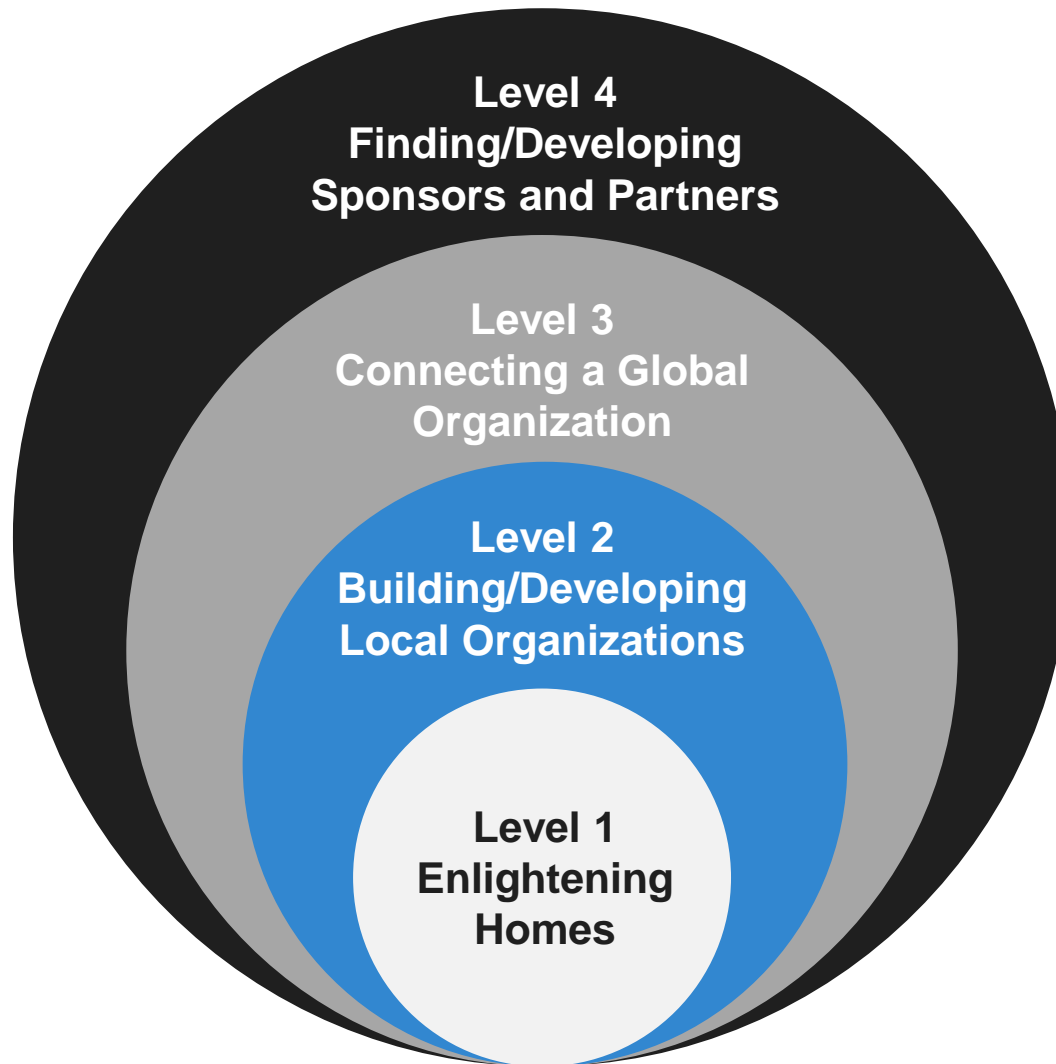 Level 4
Finding/Developing
Sponsors and Partners
Level 3
Connecting a Global
Organization
Level 2
Building/Developing
Local Organizations
Level 1
Enlightening
Homes